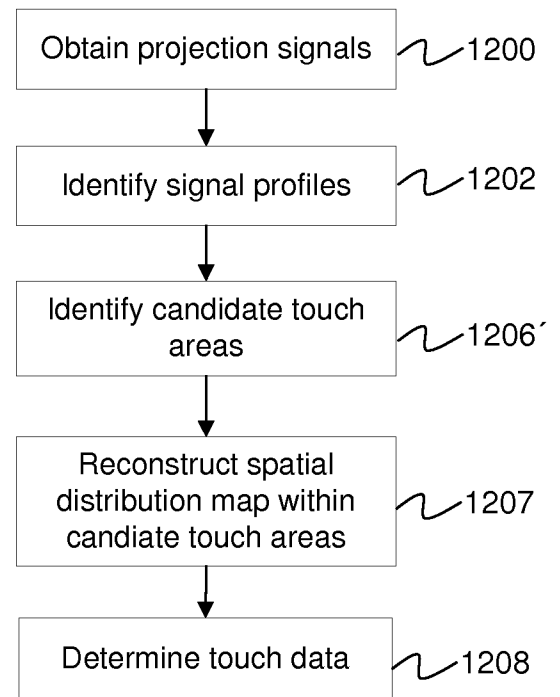 Obtain projection signals
1200
Identify signal profiles
1202
Identify candidate touch
areas
1206´
Reconstruct spatial
distribution map within
candiate touch areas
1207
Determine touch data
1208